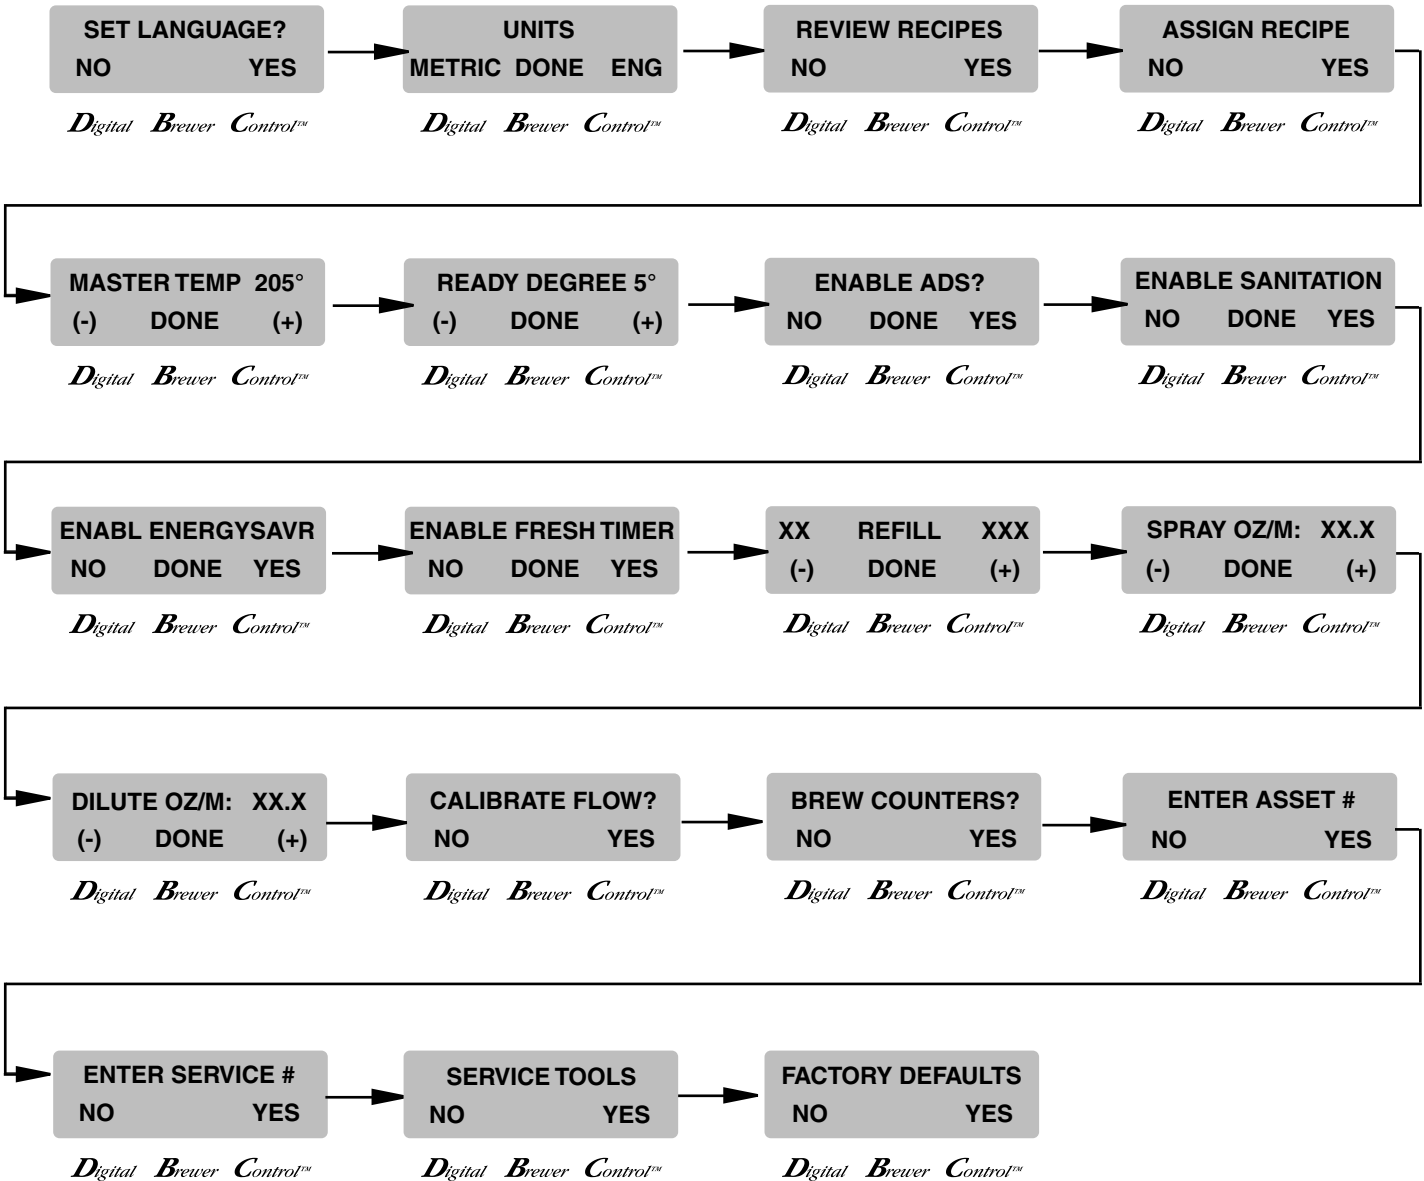 SET LANGUAGE?
NO YES
Digital Brewer Control™
UNITS
METRIC DONE ENG
Digital Brewer Control™
REVIEW RECIPES
NO YES
Digital Brewer Control™
ASSIGN RECIPE
NO YES
Digital Brewer Control™
MASTER TEMP 205°
(-) DONE (+)
Digital Brewer Control™
READY DEGREE 5°
(-) DONE (+)
Digital Brewer Control™
ENABLE ADS?
NO DONE YES
Digital Brewer Control™
ENABLE SANITATION
NO DONE YES
Digital Brewer Control™
ENABL ENERGYSAVR
NO DONE YES
Digital Brewer Control™
ENABLE FRESH TIMER
NO DONE YES
Digital Brewer Control™
XX REFILL XXX
(-) DONE (+)
Digital Brewer Control™
SPRAY OZ/M: XX.X
(-) DONE (+)
Digital Brewer Control™
DILUTE OZ/M: XX.X
(-) DONE (+)
Digital Brewer Control™
CALIBRATE FLOW?
NO YES
Digital Brewer Control™
BREW COUNTERS?
NO YES
Digital Brewer Control™
ENTER ASSET #
NO YES
Digital Brewer Control™
ENTER SERVICE #
NO YES
Digital Brewer Control™
SERVICE TOOLS
NO YES
Digital Brewer Control™
FACTORY DEFAULTS
NO YES
Digital Brewer Control™